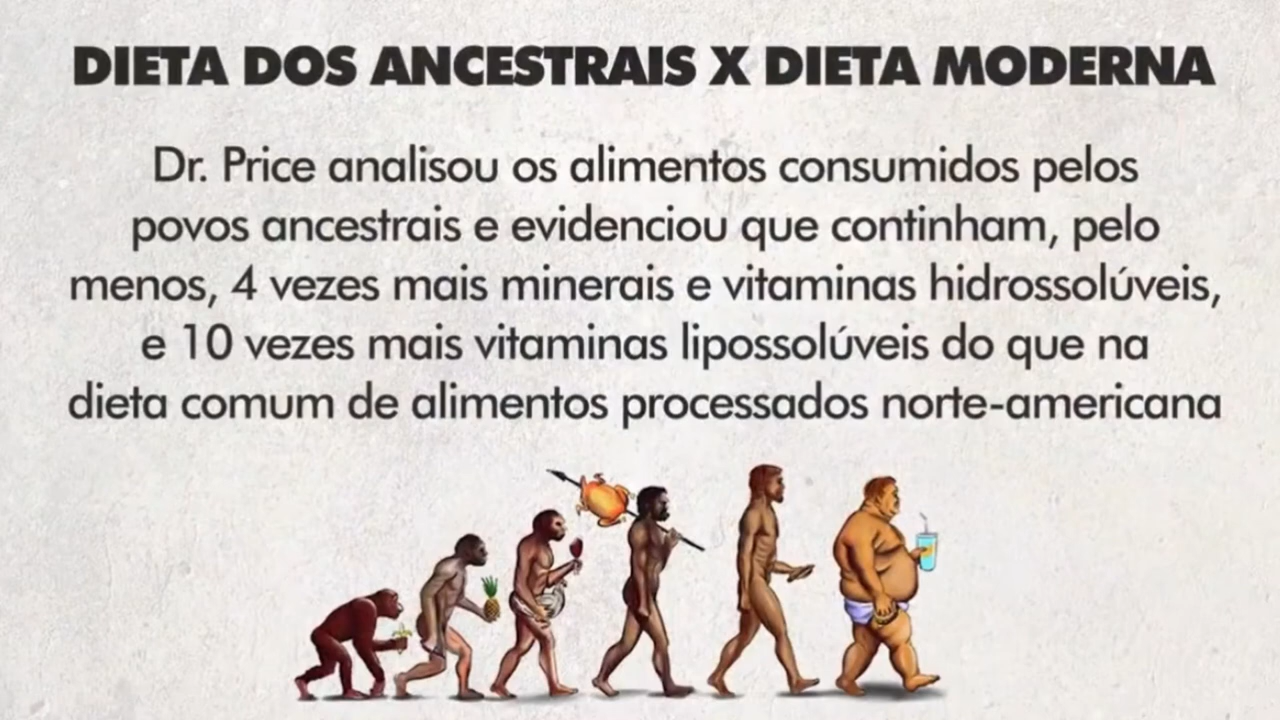 DIETA DOS ANCESTRAIS X DIETA MODERNA
Dr. Price analisou os alimentos consumidos pelos
povos ancestrais e evidenciou que continham, pelo
menos, 4 vezes mais minerais e vitaminas hidrossolúveis,
e 10 vezes mais vitaminas lipossolúveis do que na
dieta comum de alimentos processados norte-americana